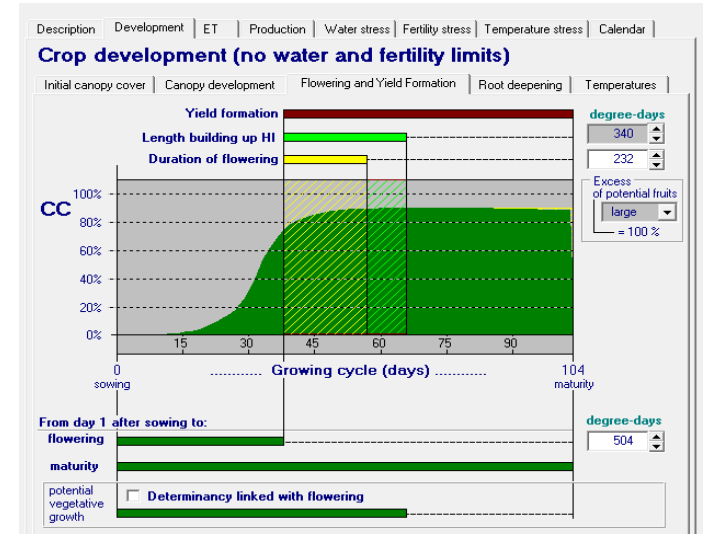 Description Development ET Production Water stress Fertility stress Temperature stress Calendar
Crop development (no water and fertility limits)
Initial canopy cover Canopy development Flowering and Yield Formation Root deepening Temperatures
Yield formation degree-days
Length building up HI 340
Duration of flowering 232
Excess
of potential fruits
large
= 100 %
CC
100%
80%
60%
40%
20%
0%
15 30 45 60 75 90
0 ............ Growing cycle (days) ........... 104
sowing maturity
From day 1 after sowing to: degree-days
flowering 504
maturity
potential
vegetative
growth
Determinancy linked with flowering